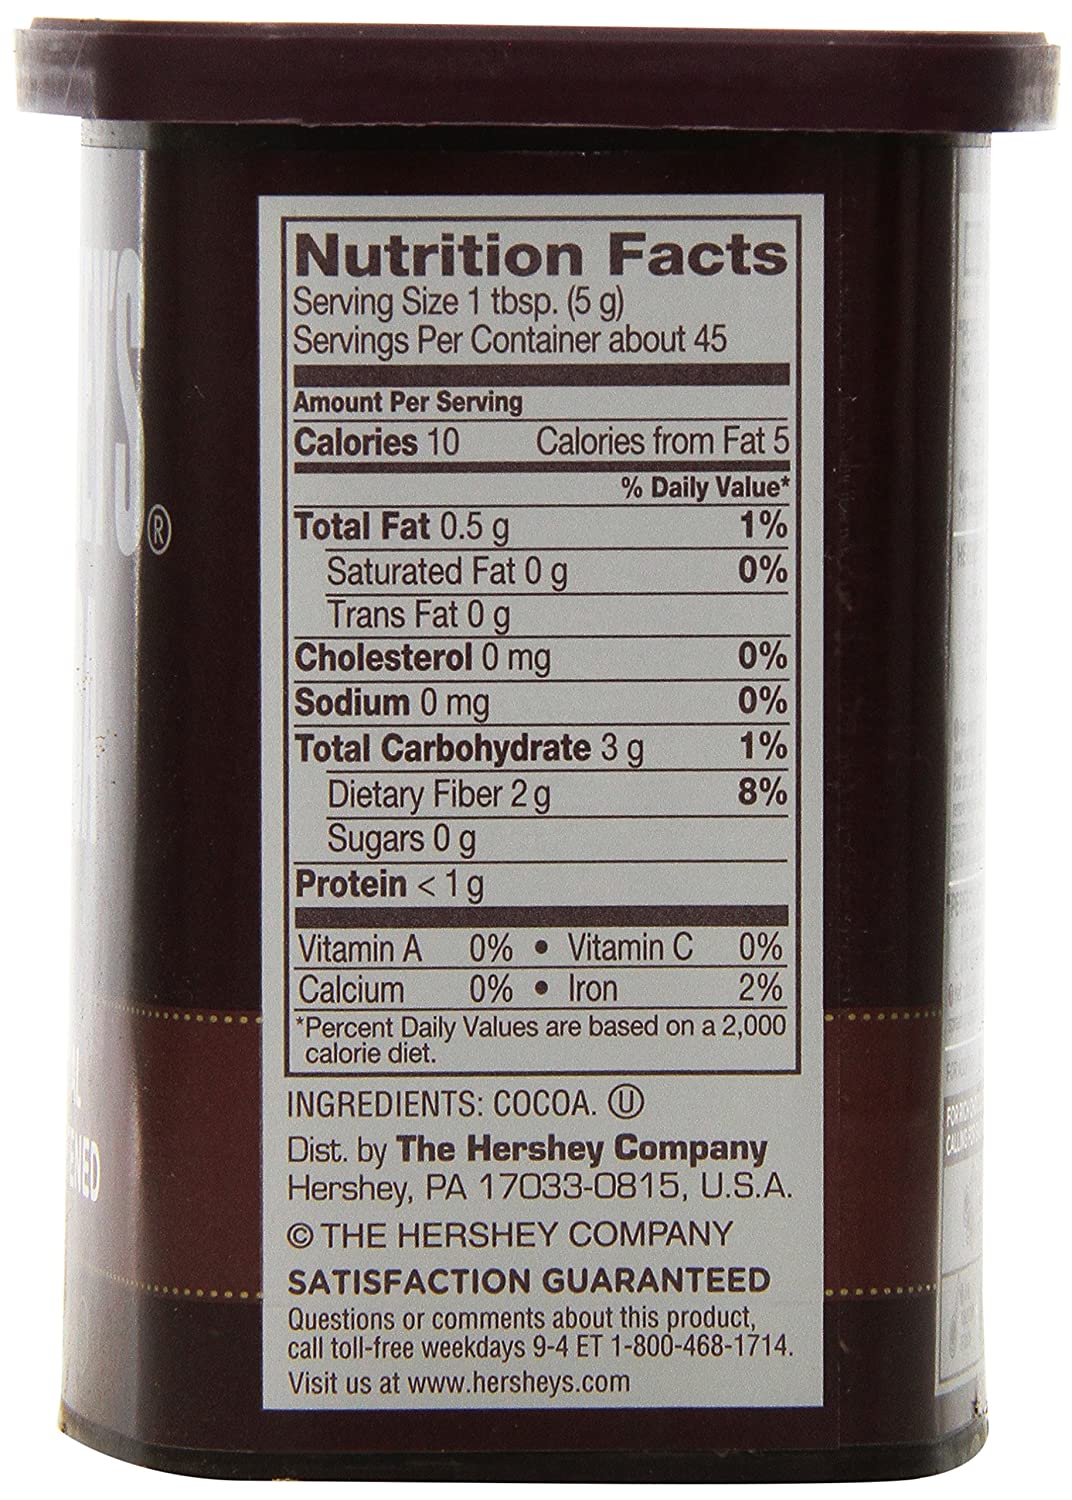 Nutrition Facts
Serving Size 1 tbsp. (5 g)
Servings Per Container about 45
Amount Per Serving
Calories 10 Calories from Fat 5
% Daily Value*
Total Fat 0.5 g 1%
Saturated Fat 0 g 0%
Trans Fat 0 g
Cholesterol 0 mg 0%
Sodium 0 mg 0%
Total Carbohydrate 3 g 1%
Dietary Fiber 2 g 8%
Sugars 0 g
Protein < 1 g
Vitamin A 0% • Vitamin C 0%
Calcium 0% • Iron 2%
*Percent Daily Values are based on a 2,000
calorie diet.
INGREDIENTS: COCOA. Ⓤ
Dist. by The Hershey Company
Hershey, PA 17033-0815, U.S.A.
© THE HERSHEY COMPANY
SATISFACTION GUARANTEED
Questions or comments about this product,
call toll-free weekdays 9-4 ET 1-800-468-1714.
Visit us at www.hersheys.com
®